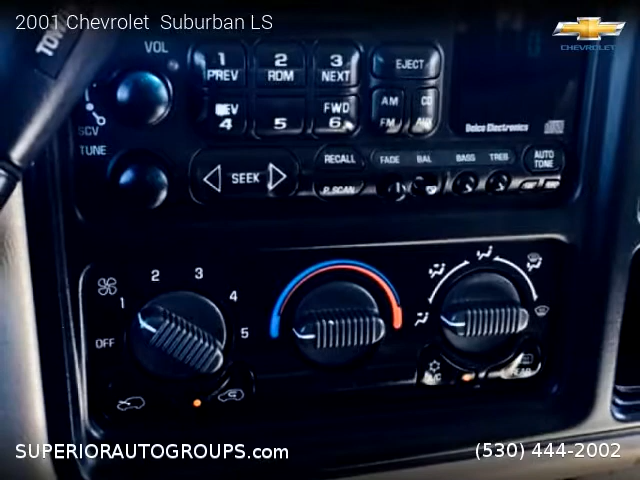 2001 Chevrolet Suburban LS
CHEVROLET
TOW
VOL
1 2 3
PREV RDM NEXT
EJECT
REV FWD
4 5 6
AM CD
FM AUX
Delco Electronics
SCV
TUNE
SEEK
RECALL
P.SCAN
FADE BAL BASS TREB
AUTO
TONE
OFF 1 2 3 4 5
A/C
REAR
SUPERIORAUTOGROUPS.com
(530) 444-2002